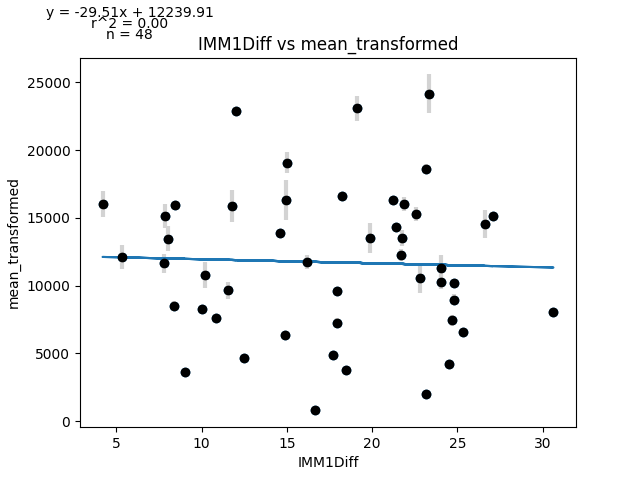 y = -29.51x + 12239.91
r^2 = 0.00
n = 48
IMM1Diff vs mean_transformed
25000
20000
15000
10000
5000
0
mean_transformed
5 10 15 20 25 30
IMM1Diff